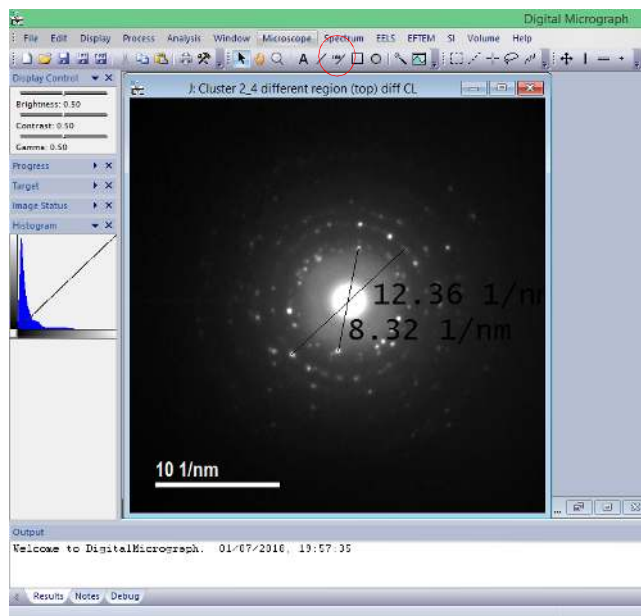 Digital Micrograph
File Edit Display Process Analysis Window Microscope Spectrum EELS EFTEM SI Volume Help
A
Display Control
Brightness: 0.50
Contrast: 0.50
Gamma: 0.50
Progress
Target
Image Status
Histogram
J: Cluster 2_4 different region (top) diff CL
12.36 1/nm
8.32 1/nm
10 1/nm
...
Output
Welcome to DigitalMicrograph. 01/07/2018, 19:57:35
Results Notes Debug